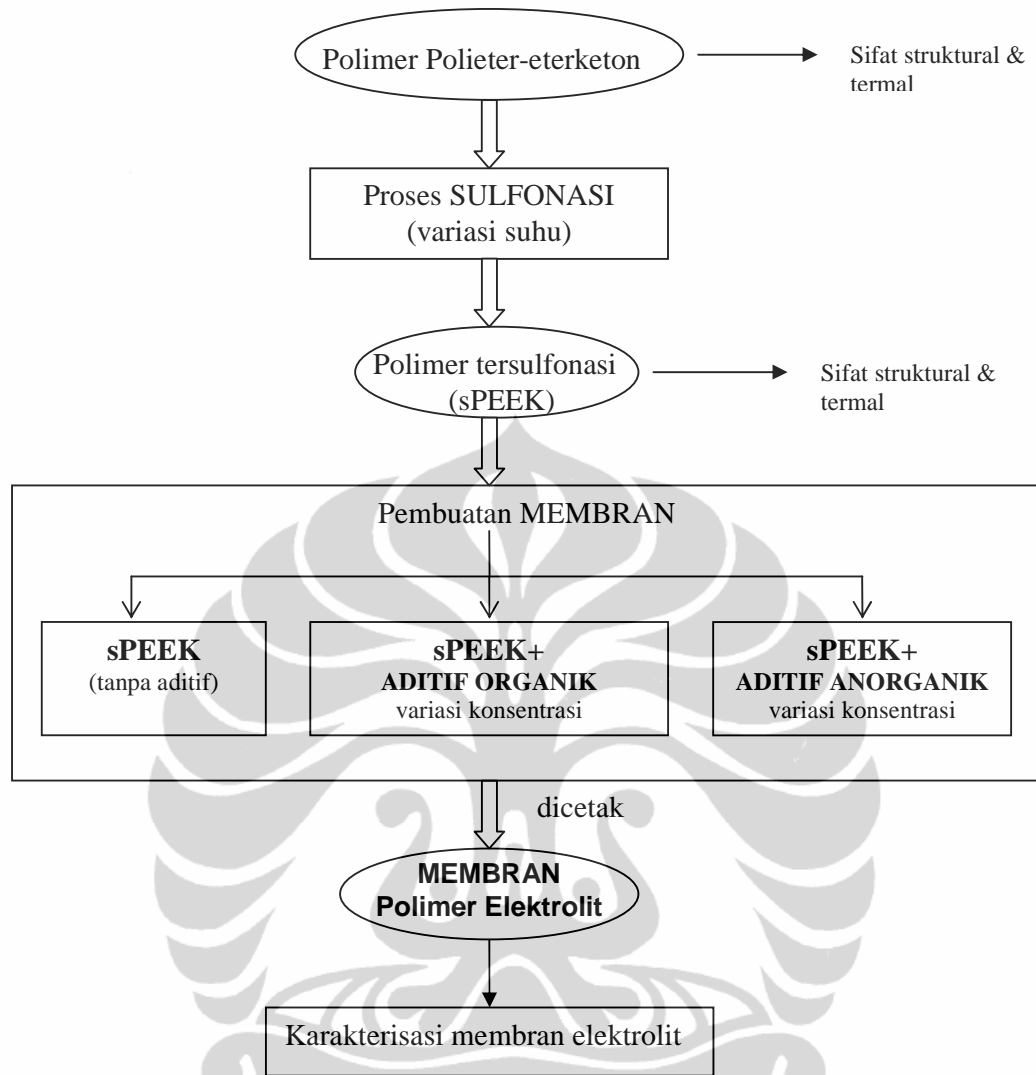 Polimer Polieter-eterketon
Sifat struktural &
termal
Proses SULFONASI
(variasi suhu)
Polimer tersulfonasi
(sPEEK)
Sifat struktural &
termal
Pembuatan MEMBRAN
sPEEK
(tanpa aditif)
sPEEK+
ADITIF ORGANIK
variasi konsentrasi
sPEEK+
ADITIF ANORGANIK
variasi konsentrasi
dicetak
MEMBRAN
Polimer Elektrolit
Karakterisasi membran elektrolit